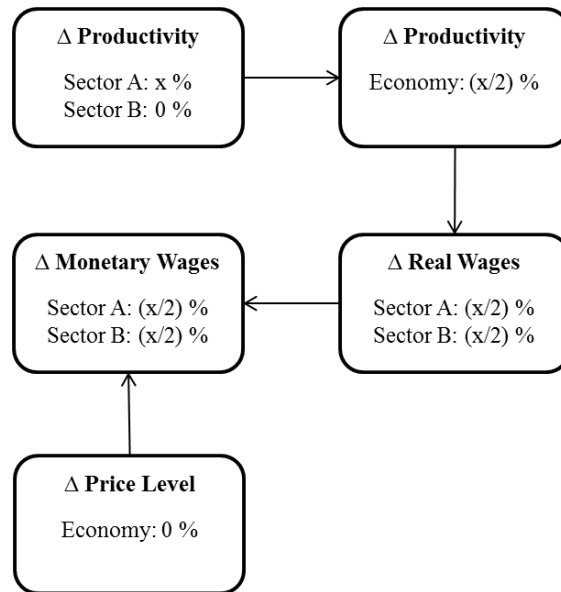 Δ Productivity
Sector A: x %
Sector B: 0 %
Δ Productivity
Economy: (x/2) %
Δ Monetary Wages
Sector A: (x/2) %
Sector B: (x/2) %
Δ Real Wages
Sector A: (x/2) %
Sector B: (x/2) %
Δ Price Level
Economy: 0 %